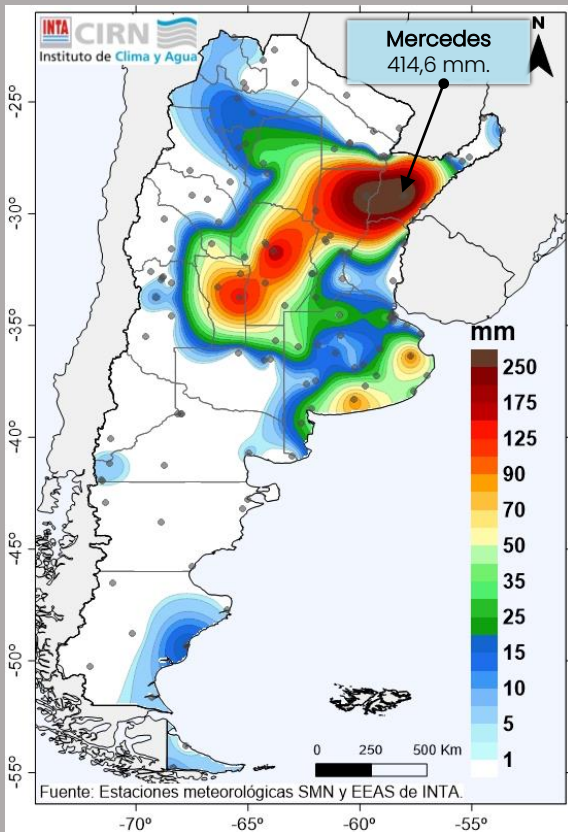 INTA
CIRN
Instituto de Clima y Agua
Mercedes
414,6 mm.
N
-25°
-30°
-35°
-40°
-45°
-50°
-55°
mm
250
175
125
90
70
50
35
25
15
10
5
1
0 250 500 Km
Fuente: Estaciones meteorológicas SMN y EEAS de INTA.
-70° -65° -60° -55°